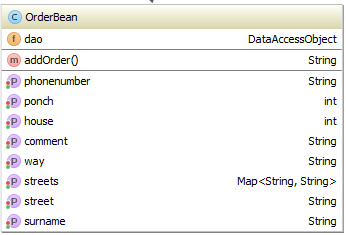 C OrderBean
f dao DataAccessObject
m addOrder() String
P phonenumber String
P ponch int
P house int
P comment String
P way String
P streets Map<String, String>
P street String
P surname String